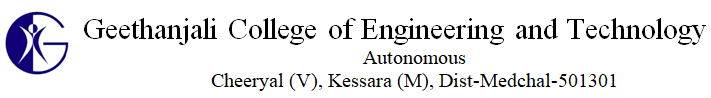 Geethanjali College of Engineering and Technology
Autonomous
Cheeryal (V), Kessara (M), Dist-Medchal-501301